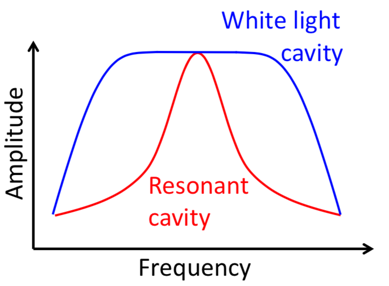 White light
cavity
Amplitude
Resonant
cavity
Frequency